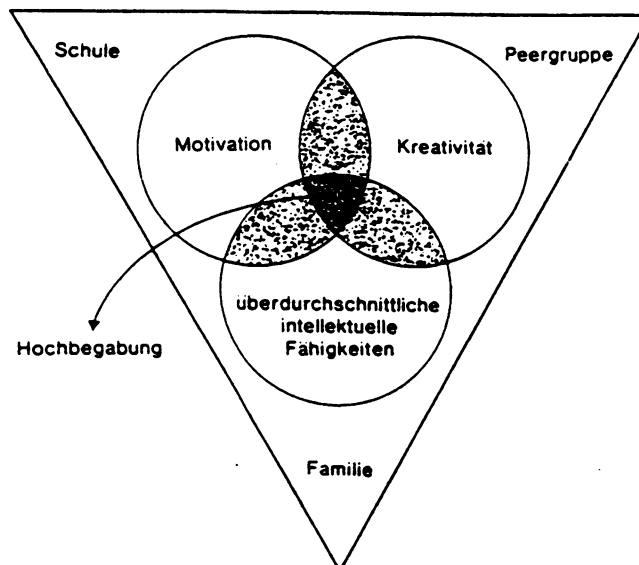 Schule
Peergruppe
Motivation
Kreativität
überdurchschnittliche
intellektuelle
Fähigkeiten
Hochbegabung
Familie